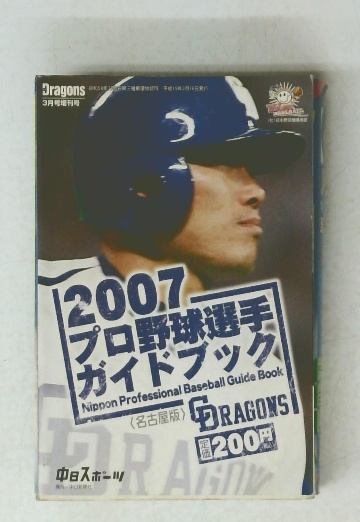 Dragons
3月号増刊号
2007
プロ野球選手
ガイドブック
Nippon Professional Baseball Guide Book
〈名古屋版〉
DRAGONS
定価200円
中日スポーツ